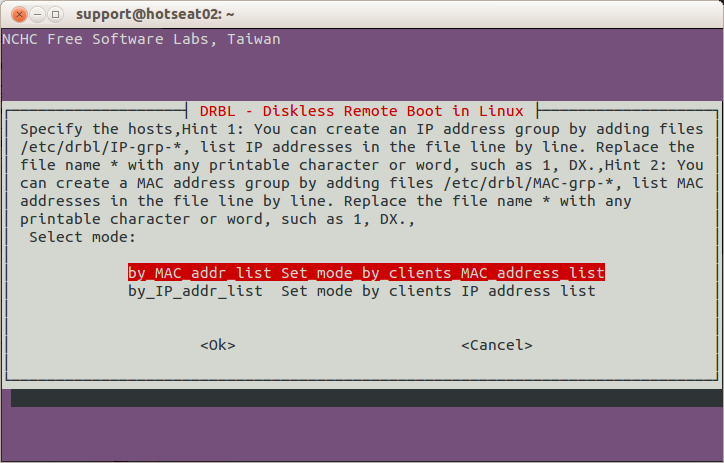 support@hotseat02: ~
NCHC Free Software Labs, Taiwan
DRBL - Diskless Remote Boot in Linux
Specify the hosts,Hint 1: You can create an IP address group by adding files
/etc/drbl/IP-grp-*, list IP addresses in the file line by line. Replace the
file name * with any printable character or word, such as 1, DX.,Hint 2: You
can create a MAC address group by adding files /etc/drbl/MAC-grp-*, list MAC
addresses in the file line by line. Replace the file name * with any
printable character or word, such as 1, DX.,
Select mode:
by_MAC_addr_list Set_mode_by_clients_MAC_address_list
by_IP_addr_list  Set mode by clients IP address list
<Ok> <Cancel>